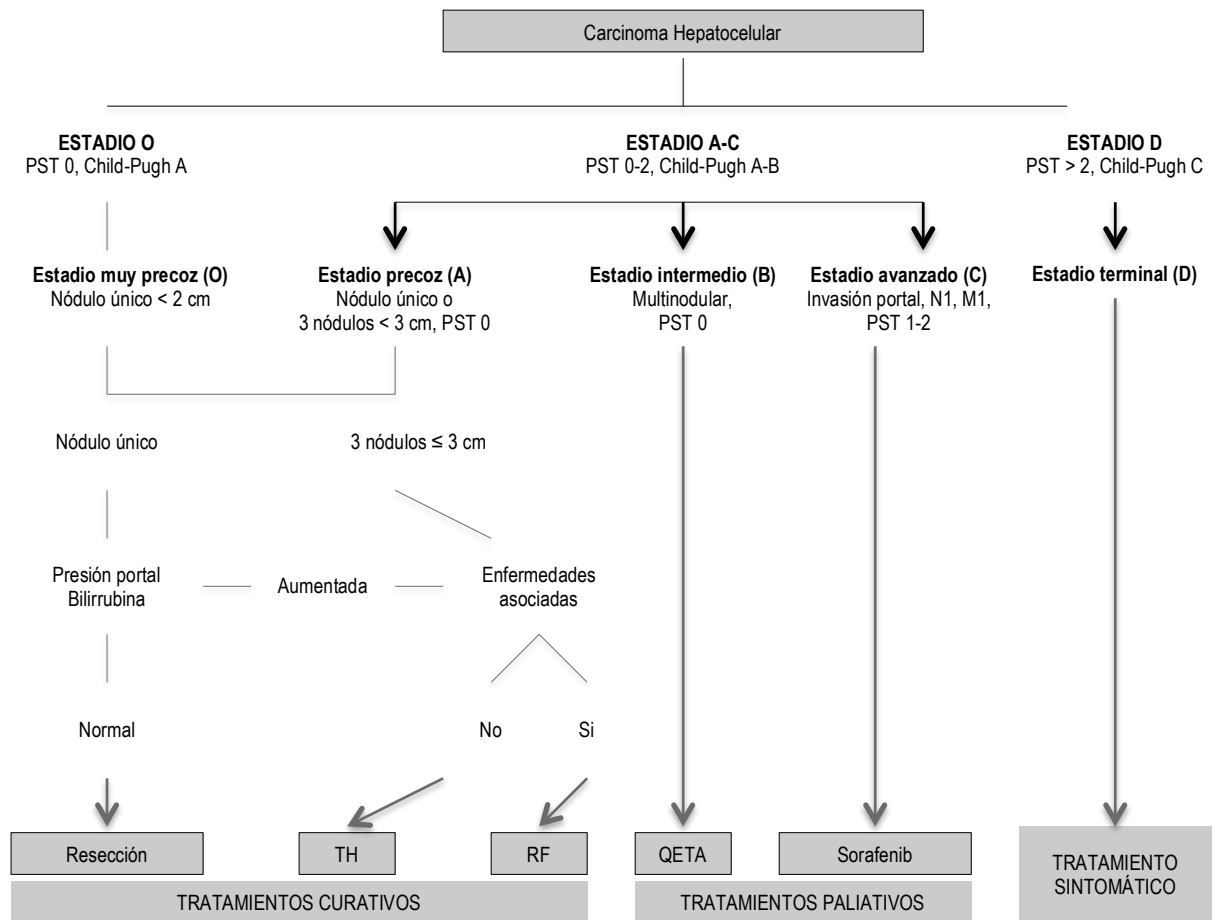 Carcinoma Hepatocelular
ESTADIO O
PST 0, Child-Pugh A
ESTADIO A-C
PST 0-2, Child-Pugh A-B
ESTADIO D
PST > 2, Child-Pugh C
Estadio muy precoz (O)
Nódulo único < 2 cm
Estadio precoz (A)
Nódulo único o
3 nódulos < 3 cm, PST 0
Estadio intermedio (B)
Multinodular,
PST 0
Estadio avanzado (C)
Invasión portal, N1, M1,
PST 1-2
Estadio terminal (D)
Nódulo único
3 nódulos ≤ 3 cm
Presión portal
Bilirrubina
Aumentada
Enfermedades
asociadas
Normal
No
Si
Resección
TH
RF
QETA
Sorafenib
TRATAMIENTO
SINTOMÁTICO
TRATAMIENTOS CURATIVOS
TRATAMIENTOS PALIATIVOS